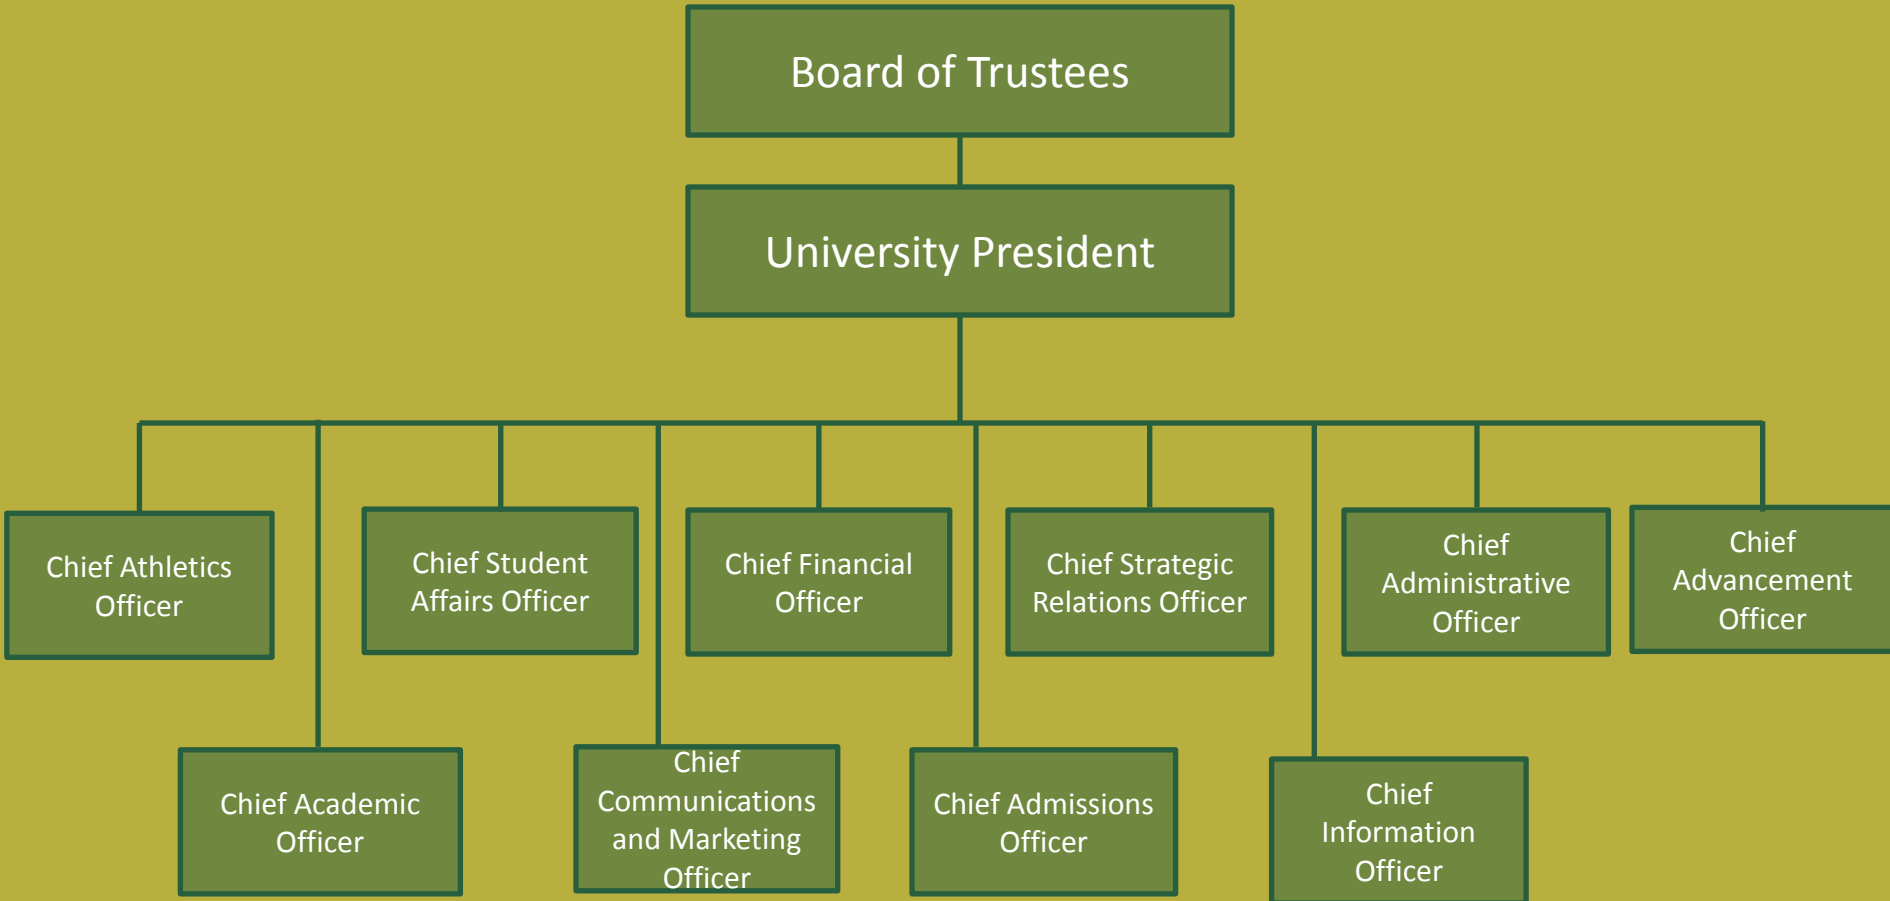 Board of Trustees
University President
Chief Athletics
Officer
Chief Student
Affairs Officer
Chief Financial
Officer
Chief Strategic
Relations Officer
Chief
Administrative
Officer
Chief
Advancement
Officer
Chief Academic
Officer
Chief
Communications
and Marketing
Officer
Chief Admissions
Officer
Chief
Information
Officer